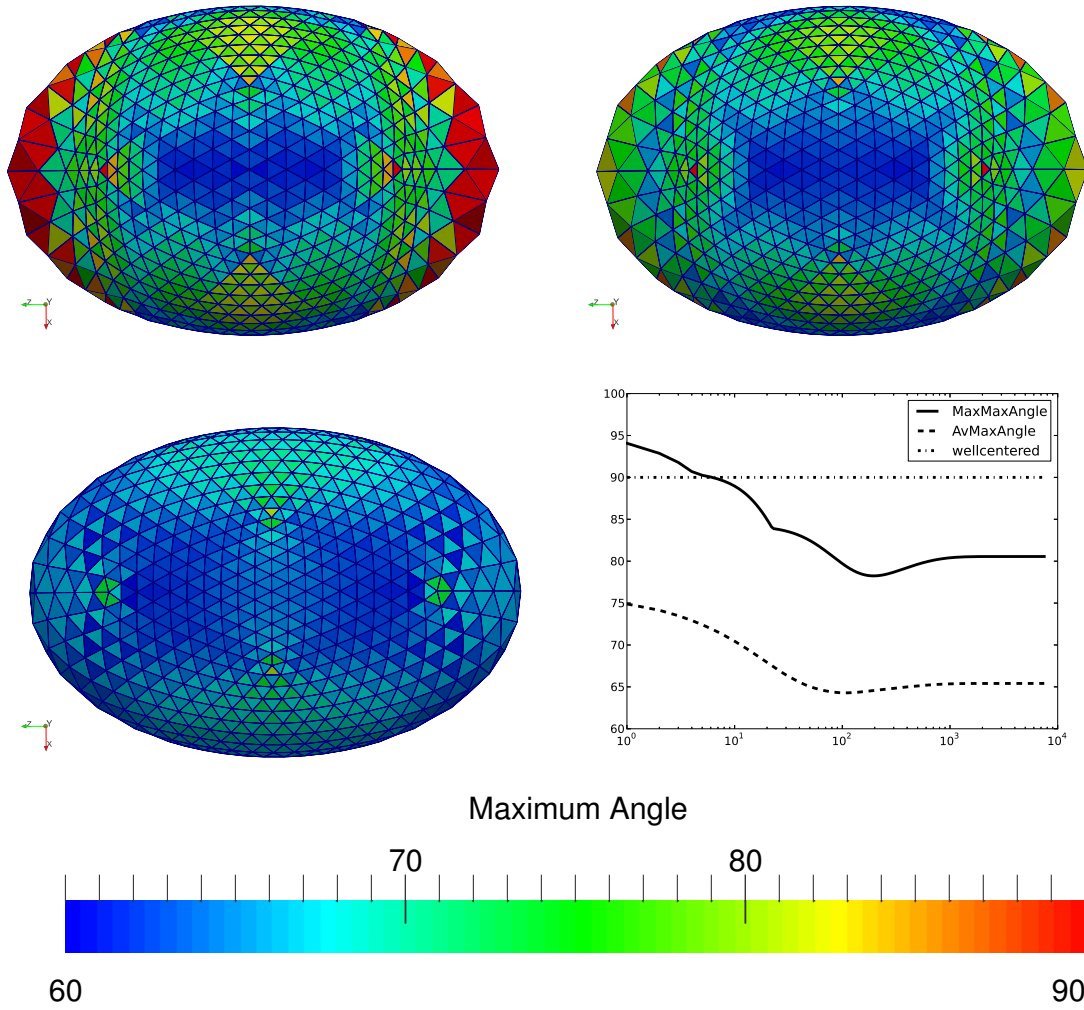 Z Y
X
Z Y
X
100
95
90
85
80
75
70
65
60
MaxMaxAngle
AvMaxAngle
wellcentered
10^0 10^1 10^2 10^3 10^4
Z Y
X
Maximum Angle
70 80
60 90